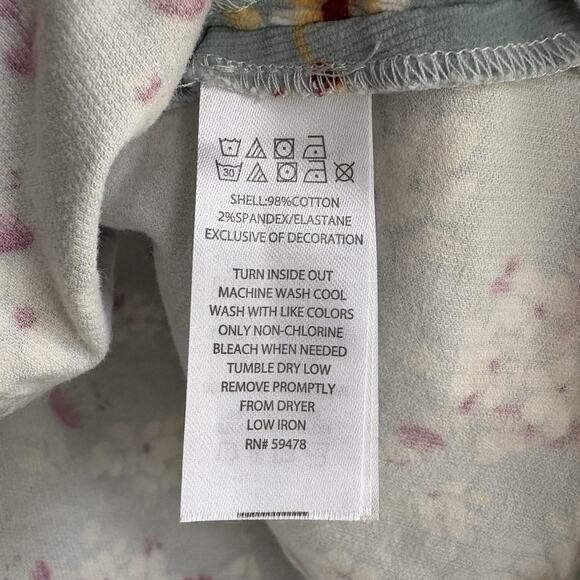 30
SHELL:98%COTTON
2%SPANDEX/ELASTANE
EXCLUSIVE OF DECORATION
TURN INSIDE OUT
MACHINE WASH COOL
WASH WITH LIKE COLORS
ONLY NON-CHLORINE
BLEACH WHEN NEEDED
TUMBLE DRY LOW
REMOVE PROMPTLY
FROM DRYER
LOW IRON
RN# 59478